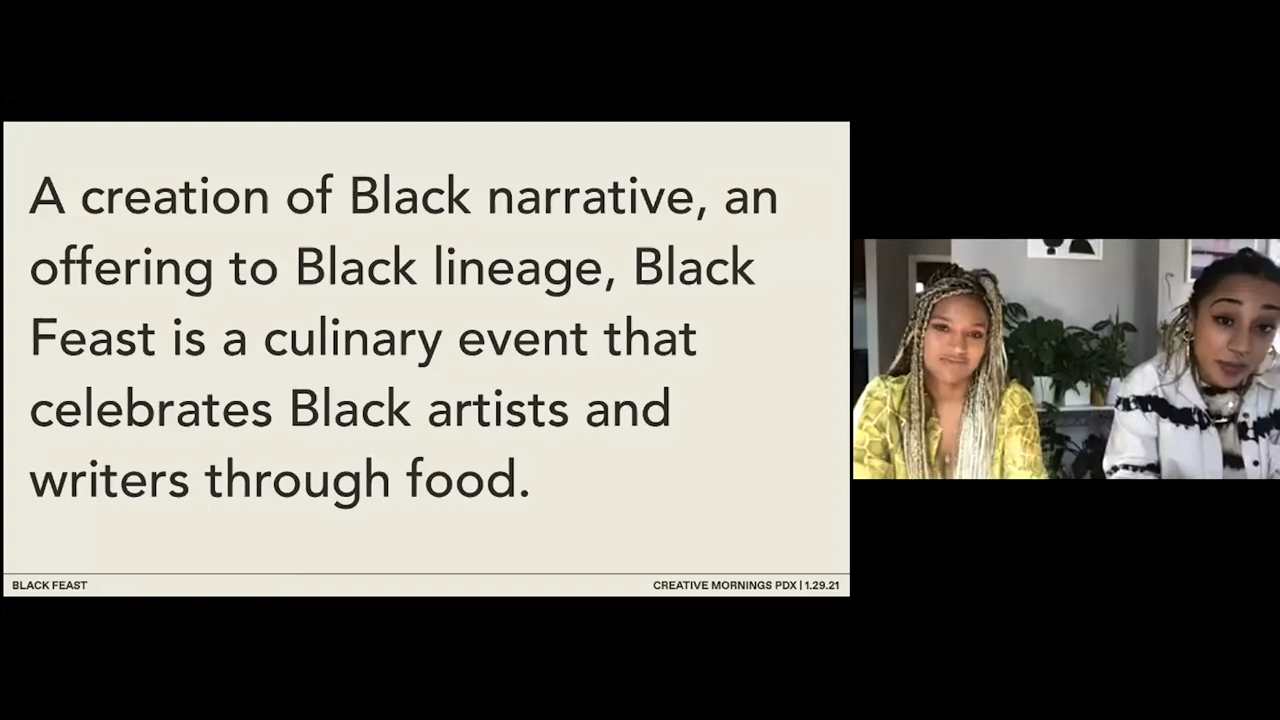 A creation of Black narrative, an
offering to Black lineage, Black
Feast is a culinary event that
celebrates Black artists and
writers through food.
BLACK FEAST
CREATIVE MORNINGS PDX | 1.29.21